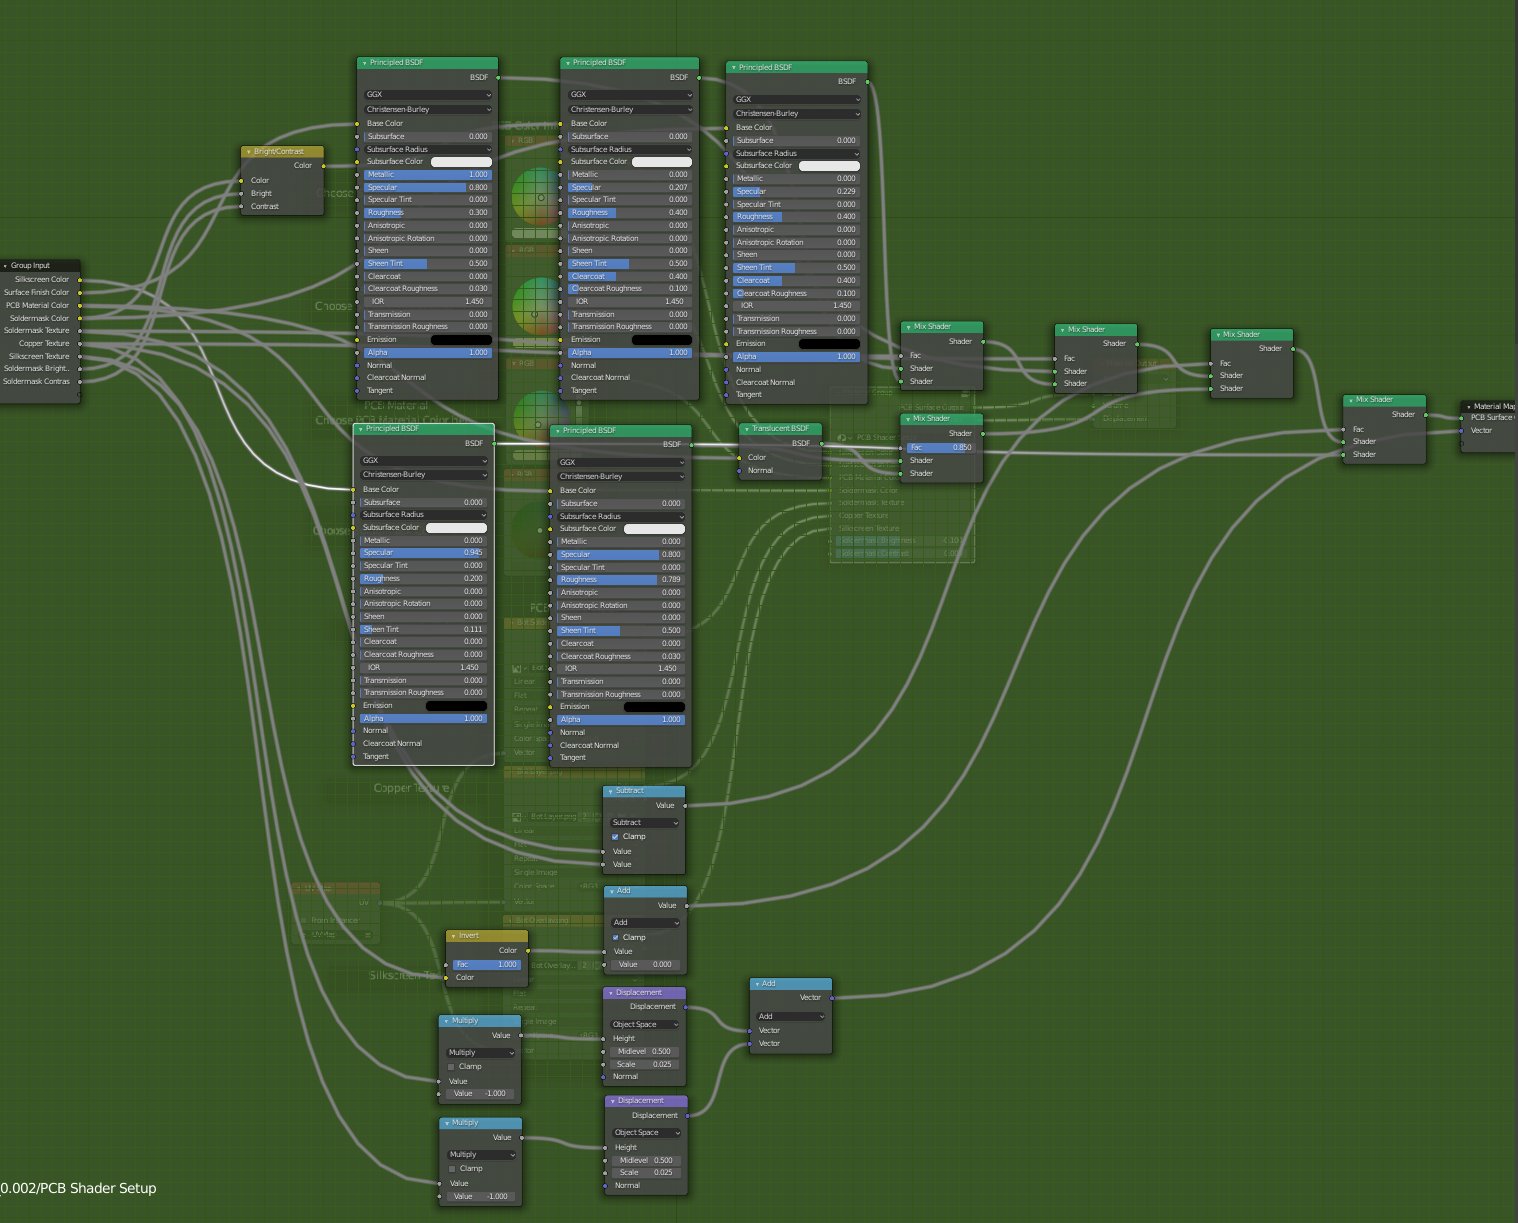 Group Input
Silkscreen Color
Surface Finish Color
PCB Material Color
Soldermask Color
Soldermask Texture
Copper Texture
Silkscreen Texture
Soldermask Bright..
Soldermask Contras
Bright/Contrast
Color
Color
Bright
Contrast
Principled BSDF
BSDF
GGX
Christensen-Burley
Base Color
Subsurface 0.000
Subsurface Radius
Subsurface Color
Metallic 1.000
Specular 0.800
Specular Tint 0.000
Roughness 0.300
Anisotropic 0.000
Anisotropic Rotation 0.000
Sheen 0.000
Sheen Tint 0.500
Clearcoat 0.000
Clearcoat Roughness 0.030
IOR 1.450
Transmission 0.000
Transmission Roughness 0.000
Emission
Alpha 1.000
Normal
Clearcoat Normal
Tangent
Principled BSDF
BSDF
GGX
Christensen-Burley
Base Color
Subsurface 0.000
Subsurface Radius
Subsurface Color
Metallic 0.000
Specular 0.207
Specular Tint 0.000
Roughness 0.400
Anisotropic 0.000
Anisotropic Rotation 0.000
Sheen 0.000
Sheen Tint 0.500
Clearcoat 0.400
Clearcoat Roughness 0.100
IOR 1.450
Transmission 0.000
Transmission Roughness 0.000
Emission
Alpha 1.000
Normal
Clearcoat Normal
Tangent
Principled BSDF
BSDF
GGX
Christensen-Burley
Base Color
Subsurface 0.000
Subsurface Radius
Subsurface Color
Metallic 0.000
Specular 0.229
Specular Tint 0.000
Roughness 0.400
Anisotropic 0.000
Anisotropic Rotation 0.000
Sheen 0.000
Sheen Tint 0.500
Clearcoat 0.400
Clearcoat Roughness 0.100
IOR 1.450
Transmission 0.000
Transmission Roughness 0.000
Emission
Alpha 1.000
Normal
Clearcoat Normal
Tangent
Mix Shader
Shader
Fac
Shader
Shader
Mix Shader
Shader
Fac
Shader
Shader
Mix Shader
Shader
Fac
Shader
Shader
Mix Shader
Shader
Fac
Shader
Shader
Material Map
PCB Surface
Vector
Choose
Choose
PCB Material
Principled BSDF
BSDF
GGX
Christensen-Burley
Base Color
Subsurface 0.000
Subsurface Radius
Subsurface Color
Metallic 0.000
Specular 0.945
Specular Tint 0.000
Roughness 0.200
Anisotropic 0.000
Anisotropic Rotation 0.000
Sheen 0.000
Sheen Tint 0.111
Clearcoat 0.000
Clearcoat Roughness 0.000
IOR 1.450
Transmission 0.000
Transmission Roughness 0.000
Emission
Alpha 1.000
Normal
Clearcoat Normal
Tangent
Principled BSDF
BSDF
GGX
Christensen-Burley
Base Color
Subsurface 0.000
Subsurface Radius
Subsurface Color
Metallic 0.000
Specular 0.800
Specular Tint 0.000
Roughness 0.789
Anisotropic 0.000
Anisotropic Rotation 0.000
Sheen 0.000
Sheen Tint 0.500
Clearcoat 0.000
Clearcoat Roughness 0.030
IOR 1.450
Transmission 0.000
Transmission Roughness 0.000
Emission
Alpha 1.000
Normal
Clearcoat Normal
Tangent
Translucent BSDF
BSDF
Color
Normal
Mix Shader
Shader
Fac 0.850
Shader
Shader
Copper Texture
Subtract
Value
Subtract
Clamp
Value
Value
Add
Value
Add
Clamp
Value
Value 0.000
Invert
Color
Fac 1.000
Color
Displacement
Displacement
Object Space
Height
Midlevel 0.500
Scale 0.025
Normal
Add
Vector
Add
Vector
Vector
Multiply
Value
Multiply
Clamp
Value
Value -1.000
Displacement
Displacement
Object Space
Height
Midlevel 0.500
Scale 0.025
Normal
Multiply
Value
Multiply
Clamp
Value
Value -1.000
0.002/PCB Shader Setup